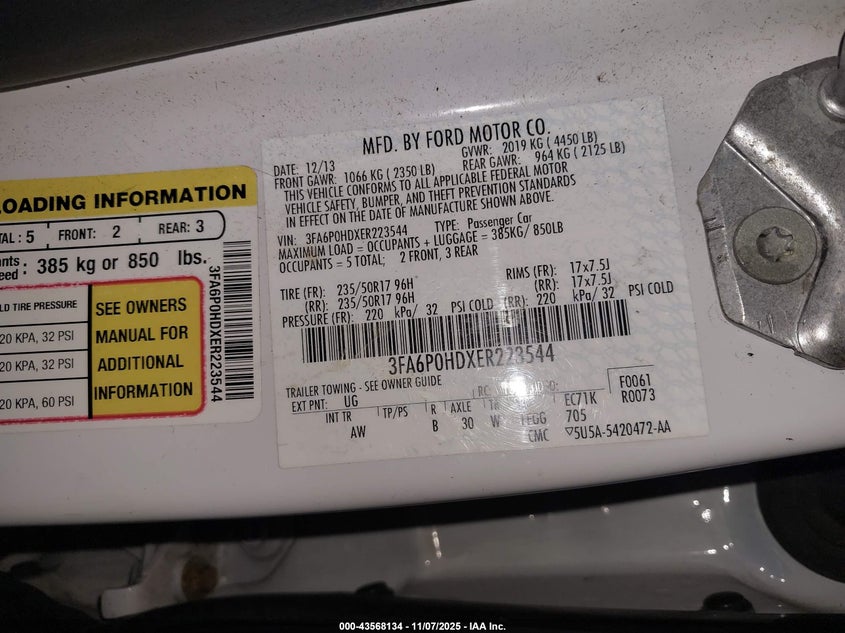 LOADING INFORMATION
TAL : 5 FRONT: 2 REAR: 3
385 kg or 850 lbs.
LD TIRE PRESSURE
20 KPA, 32 PSI
20 KPA, 60 PSI
SEE OWNERS
MANUAL FOR
ADDITIONAL
INFORMATION
3FA6P0HDXER223544
MFD. BY FORD MOTOR CO.
DATE: 12/13 GVWR: 2019 KG ( 4450 LB)
FRONT GAWR: 1066 KG ( 2350 LB) REAR GAWR: 964 KG ( 2125 LB)
THIS VEHICLE CONFORMS TO ALL APPLICABLE FEDERAL MOTOR
VEHICLE SAFETY, BUMPER, AND THEFT PREVENTION STANDARDS
IN EFFECT ON THE DATE OF MANUFACTURE SHOWN ABOVE.
VIN: 3FA6P0HDXER223544 TYPE: Passenger Car
MAXIMUM LOAD = OCCUPANTS + LUGGAGE = 385KG/ 850LB
OCCUPANTS = 5 TOTAL; 2 FRONT, 3 REAR
TIRE (FR): 235/50R17 96H RIMS (FR): 17x7.5J
(RR): 235/50R17 96H (RR): 17x7.5J
PRESSURE (FR): 220 kPa/ 32 PSI COLD (RR): 220 kPa/ 32 PSI COLD
3FA6P0HDXER223544
TRAILER TOWING - SEE OWNER GUIDE
EXT PNT: UG RC: EC71K F0061
INT TR TP/PS R AXLE TR 705 R0073
AW B 30 W CMC ▽5U5A-5420472-AA
000-43568134 - 11/07/2025 - IAA Inc.